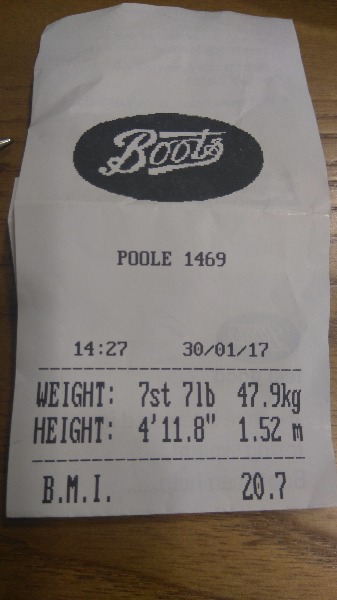 Boots
POOLE 1469
14:27 30/01/17
WEIGHT: 7st 7lb 47.9kg
HEIGHT: 4'11.8" 1.52 m
B.M.I. 20.7